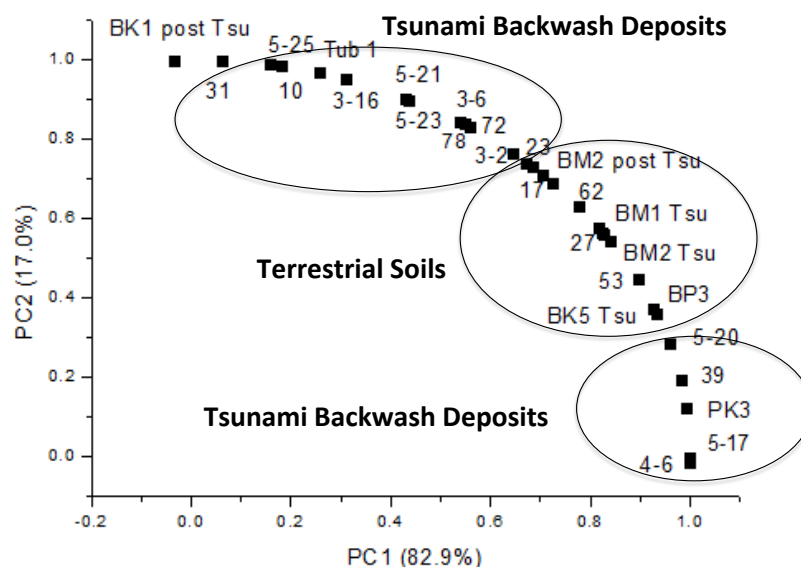 Tsunami Backwash Deposits
BK1 post Tsu
5-25
Tub 1
1.0
31
10
3-16
5-21
5-23
3-6
72
78
0.8
3-2
23
BM2 post Tsu
17
62
0.6
BM1 Tsu
27
BM2 Tsu
Terrestrial Soils
53
BP3
0.4
BK5 Tsu
5-20
39
0.2
Tsunami Backwash Deposits
PK3
5-17
4-6
0.0
PC2 (17.0%)
-0.2 0.0 0.2 0.4 0.6 0.8 1.0
PC1 (82.9%)